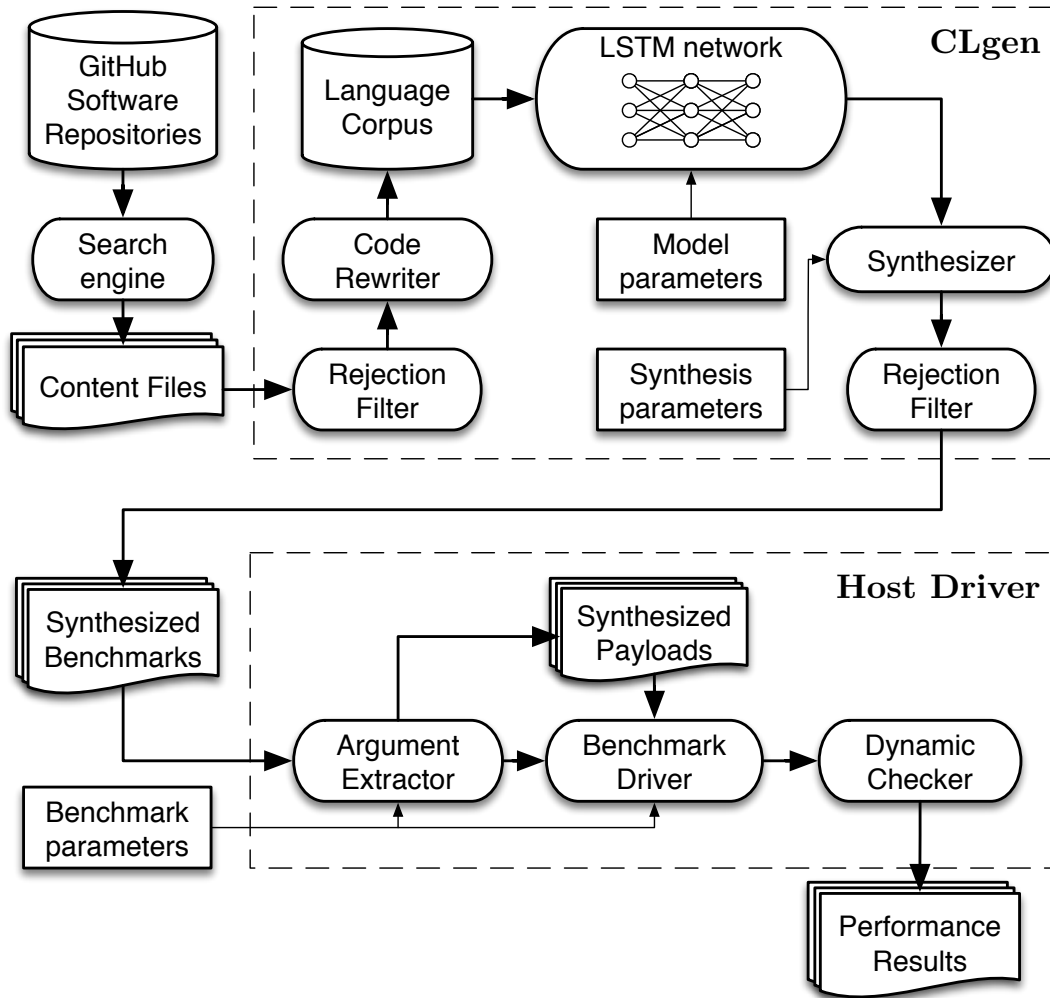 GitHub
Software
Repositories
Search
engine
Content Files
CLgen
Language
Corpus
LSTM network
Code
Rewriter
Model
parameters
Synthesizer
Rejection
Filter
Synthesis
parameters
Rejection
Filter
Host Driver
Synthesized
Benchmarks
Synthesized
Payloads
Argument
Extractor
Benchmark
Driver
Dynamic
Checker
Benchmark
parameters
Performance
Results